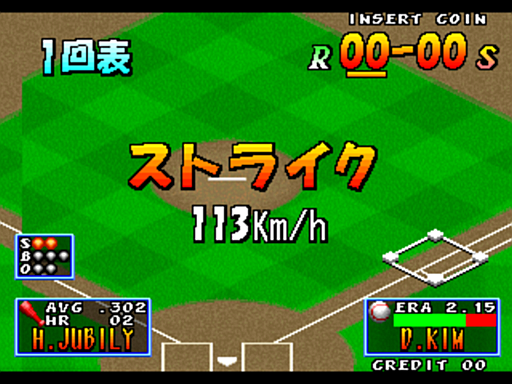 INSERT COIN
1回表
R 00-00 S
ストライク
113Km/h
S
B
O
AVG .302
HR 02
H.JUBILY
ERA 2.15
D.KIM
CREDIT 00